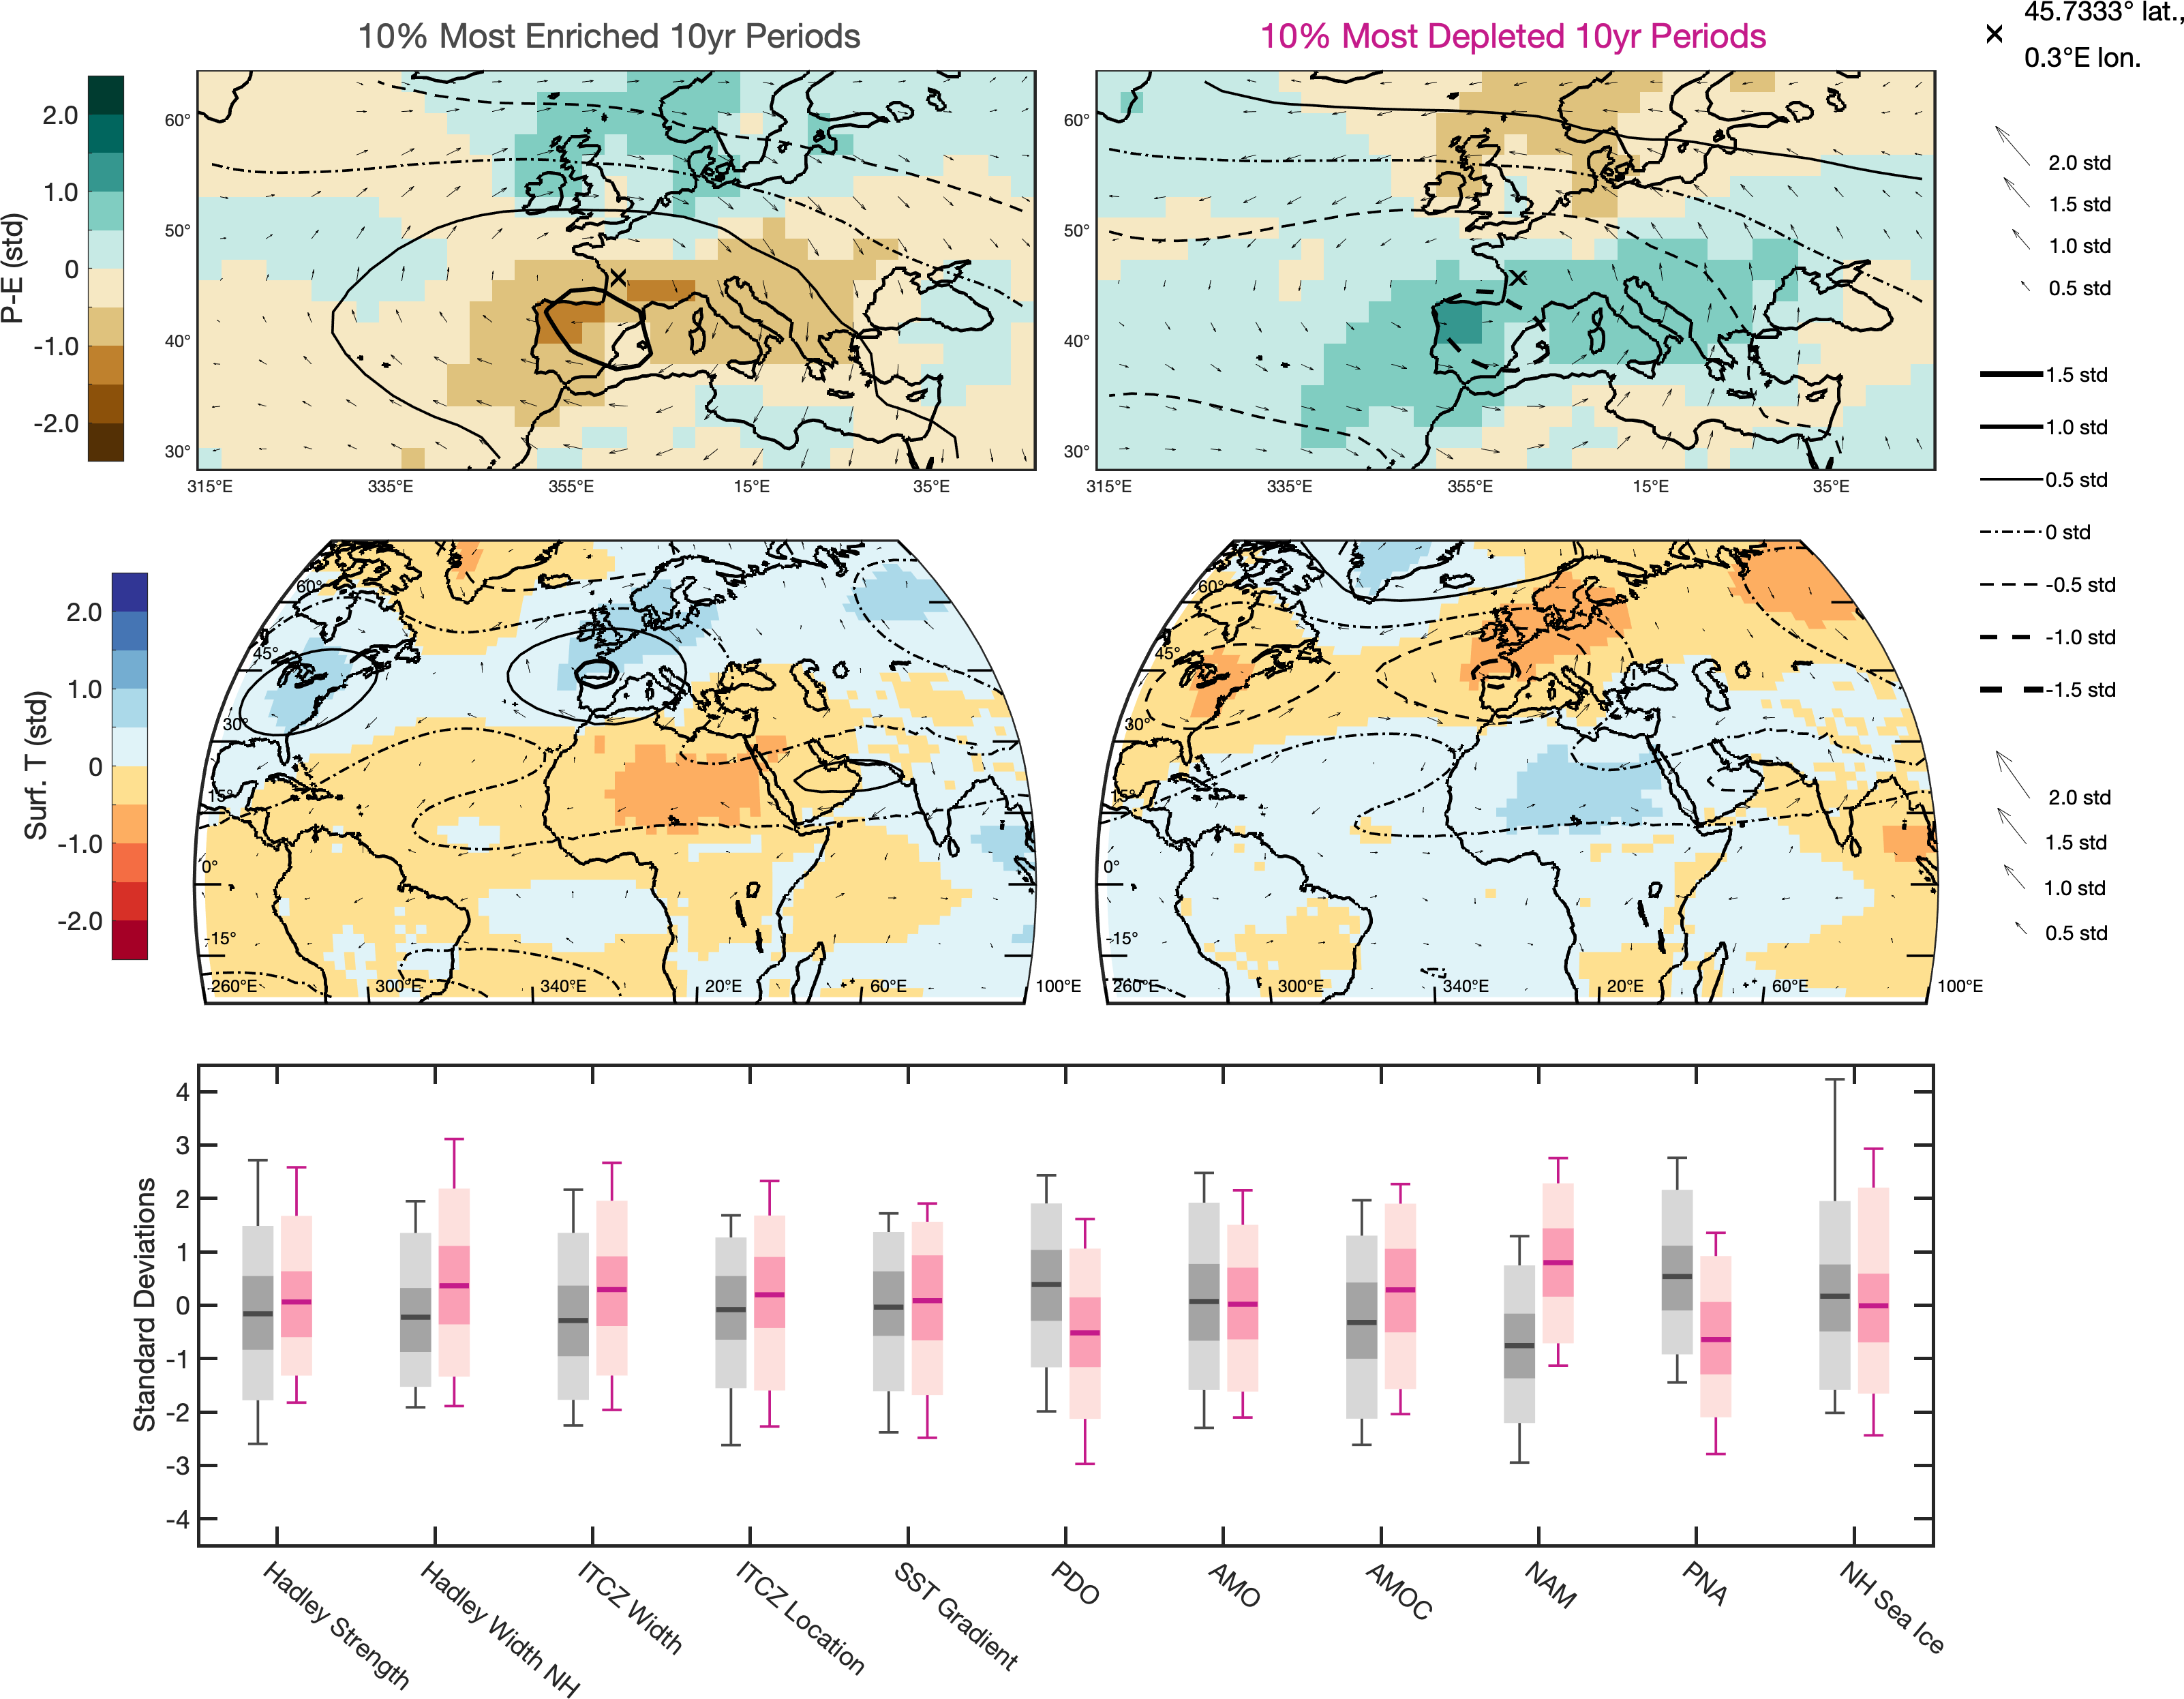 10% Most Enriched 10yr Periods
10% Most Depleted 10yr Periods
45.7333° lat.,
0.3°E lon.
P-E (std)
2.0
1.0
0
-1.0
-2.0
60°
50°
40°
30°
315°E 335°E 355°E 15°E 35°E
60°
50°
40°
30°
315°E 335°E 355°E 15°E 35°E
2.0 std
1.5 std
1.0 std
0.5 std
1.5 std
1.0 std
0.5 std
0 std
-0.5 std
-1.0 std
-1.5 std
Surf. T (std)
2.0
1.0
0
-1.0
-2.0
60°
45°
30°
15°
0°
-15°
260°E 300°E 340°E 20°E 60°E 100°E
60°
45°
30°
15°
0°
-15°
260°E 300°E 340°E 20°E 60°E 100°E
2.0 std
1.5 std
1.0 std
0.5 std
Standard Deviations
4
3
2
1
0
-1
-2
-3
-4
Hadley Strength
Hadley Width NH
ITCZ Width
ITCZ Location
SST Gradient
PDO
AMO
AMOC
NAM
PNA
NH Sea Ice